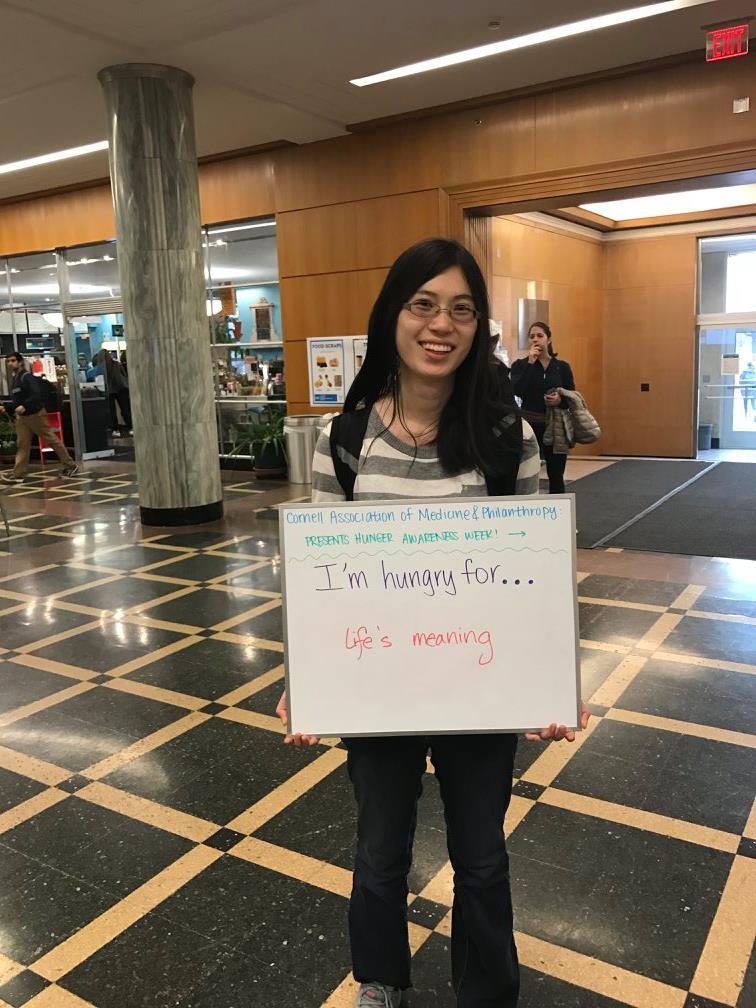 EXIT
FOOD SCRAPS
Cornell Association of Medicine & Philanthropy:
PRESENTS HUNGER AWARENESS WEEK! →
I'm hungry for...
life's meaning